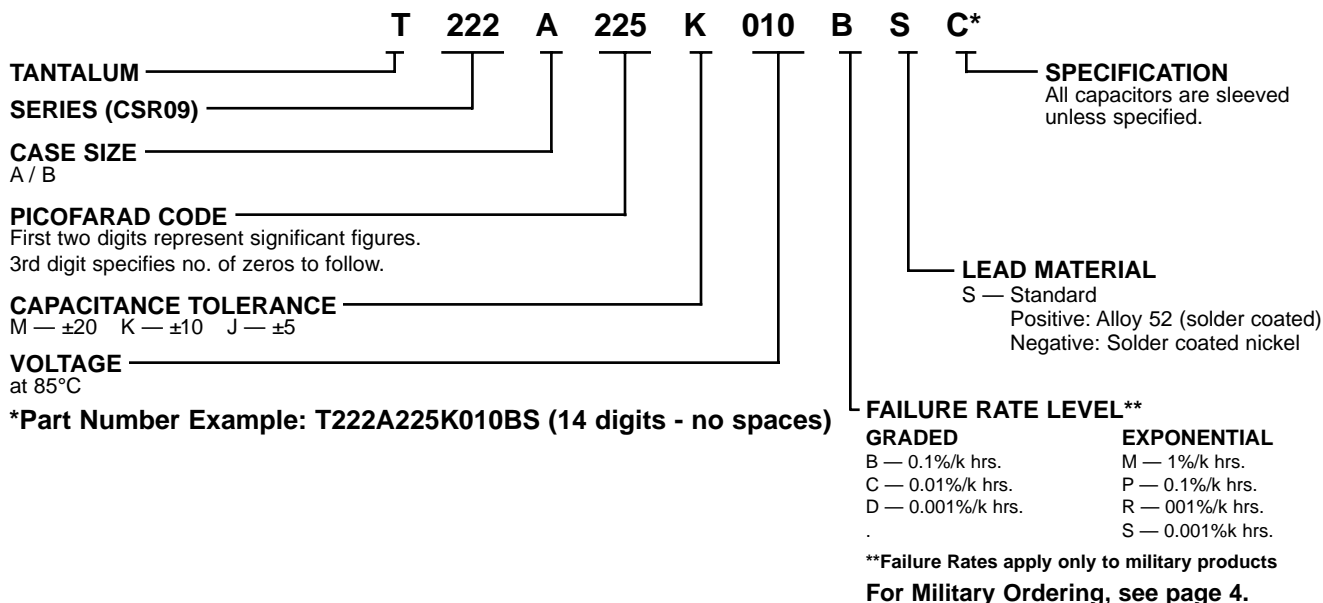 T 222 A 225 K 010 B S C*
TANTALUM
SERIES (CSR09)
CASE SIZE
A / B
PICOFARAD CODE
First two digits represent significant figures.
3rd digit specifies no. of zeros to follow.
CAPACITANCE TOLERANCE
M — ±20 K — ±10 J — ±5
VOLTAGE
at 85°C
*Part Number Example: T222A225K010BS (14 digits - no spaces)
SPECIFICATION
All capacitors are sleeved
unless specified.
LEAD MATERIAL
S — Standard
Positive: Alloy 52 (solder coated)
Negative: Solder coated nickel
FAILURE RATE LEVEL**
GRADED EXPONENTIAL
B — 0.1%/k hrs. M — 1%/k hrs.
C — 0.01%/k hrs. P — 0.1%/k hrs.
D — 0.001%/k hrs. R — 001%/k hrs.
. S — 0.001%k hrs.
**Failure Rates apply only to military products
For Military Ordering, see page 4.